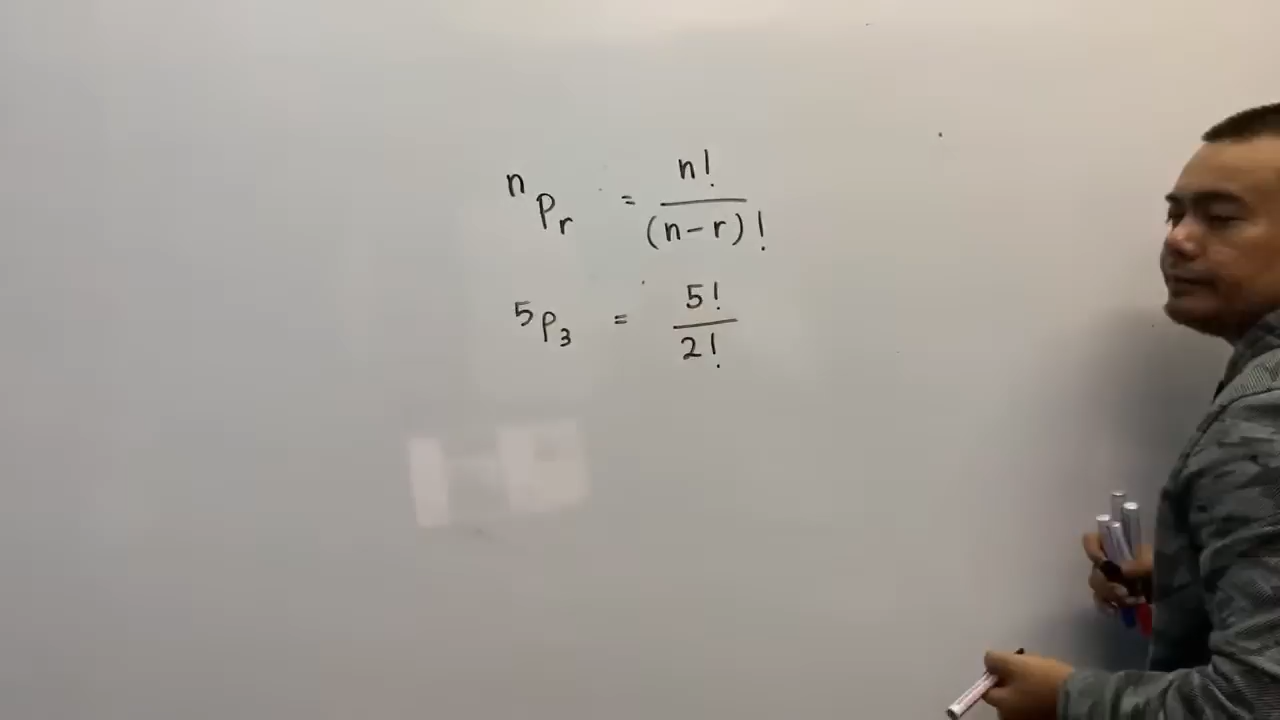 nPr = n!/(n-r)!
5P3 = 5!/2!